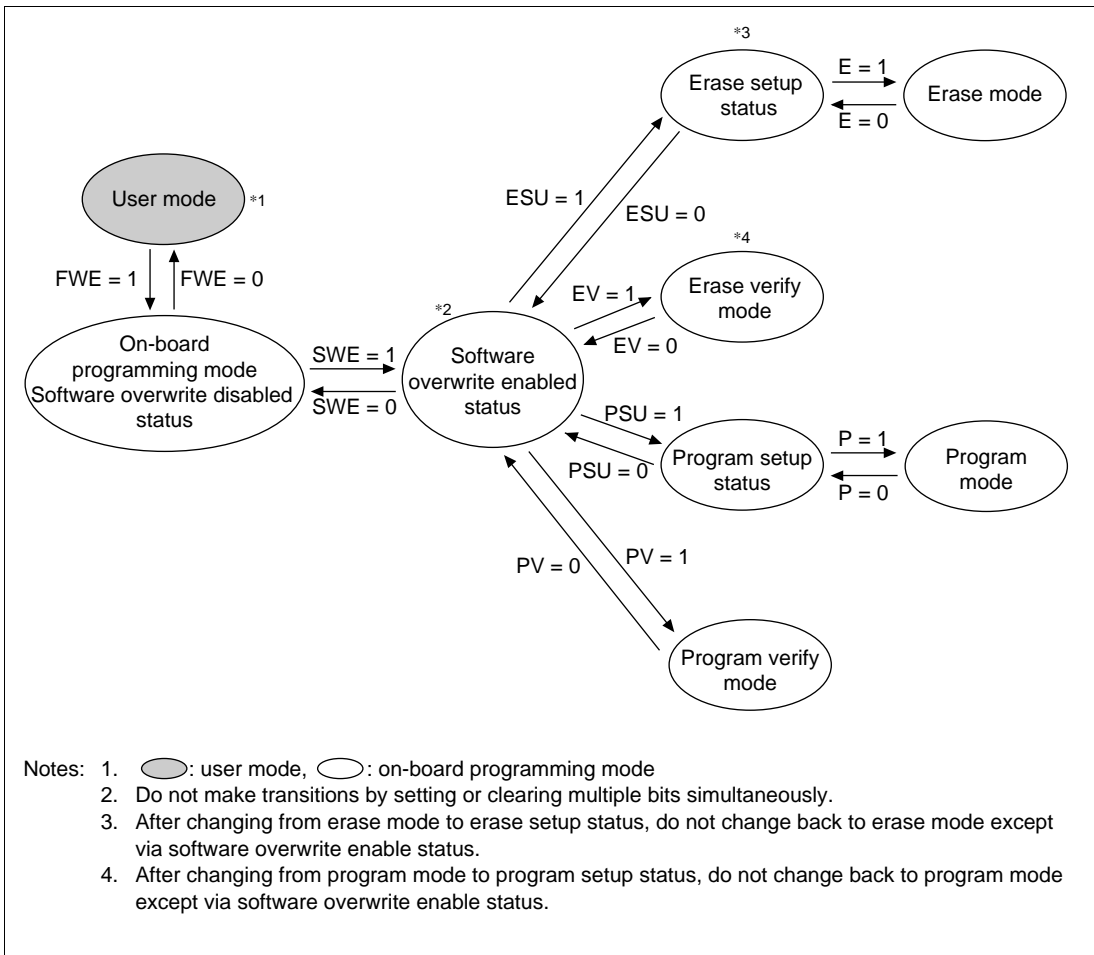 *3
Erase setup
status
E = 1
E = 0
Erase mode
User mode
*1
ESU = 1
ESU = 0
*4
FWE = 1
FWE = 0
EV = 1
EV = 0
Erase verify
mode
*2
On-board
programming mode
Software overwrite disabled
status
SWE = 1
SWE = 0
Software
overwrite enabled
status
PSU = 1
PSU = 0
Program setup
status
P = 1
P = 0
Program
mode
PV = 0
PV = 1
Program verify
mode
Notes: 1. : user mode, : on-board programming mode
2. Do not make transitions by setting or clearing multiple bits simultaneously.
3. After changing from erase mode to erase setup status, do not change back to erase mode except
via software overwrite enable status.
4. After changing from program mode to program setup status, do not change back to program mode
except via software overwrite enable status.